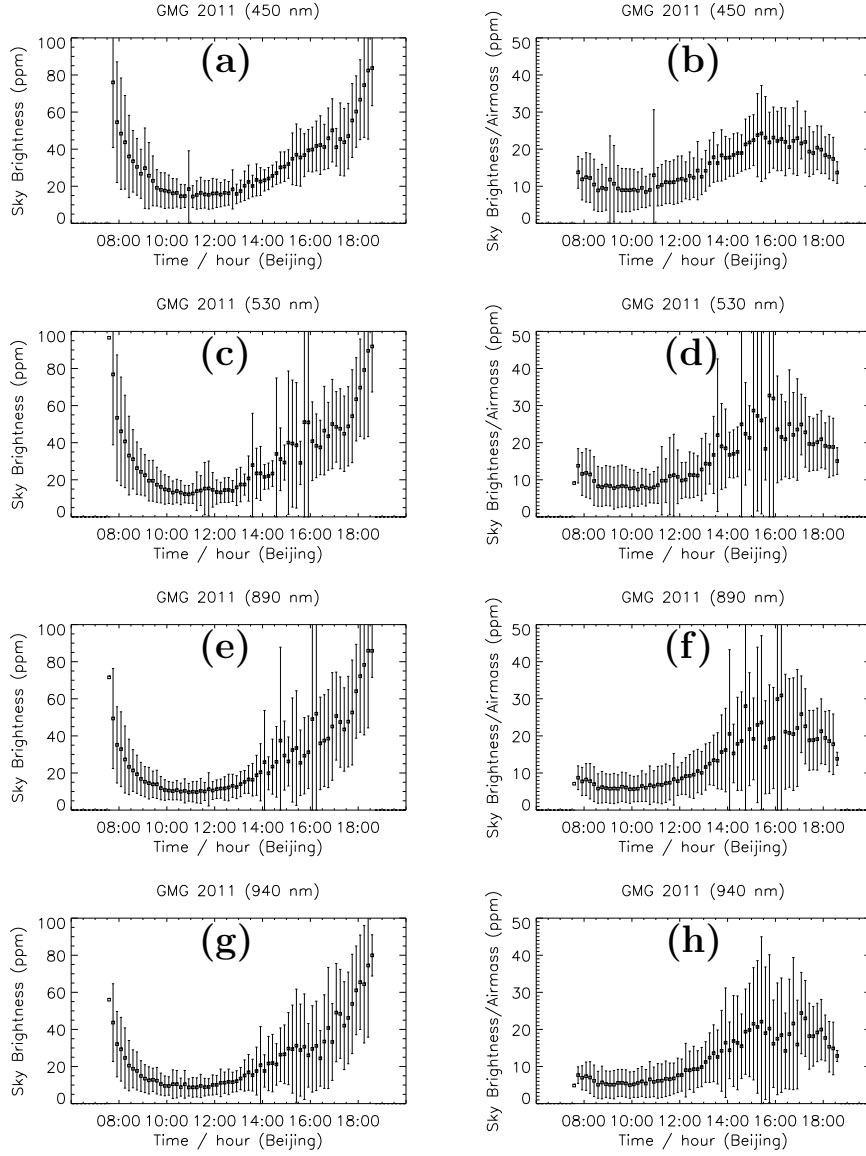 GMG 2011 (450 nm)
(a)
Sky Brightness (ppm)
100
80
60
40
20
0
08:00 10:00 12:00 14:00 16:00 18:00
Time / hour (Beijing)
GMG 2011 (450 nm)
(b)
Sky Brightness/Airmass (ppm)
50
40
30
20
10
0
08:00 10:00 12:00 14:00 16:00 18:00
Time / hour (Beijing)
GMG 2011 (530 nm)
(c)
Sky Brightness (ppm)
100
80
60
40
20
0
08:00 10:00 12:00 14:00 16:00 18:00
Time / hour (Beijing)
GMG 2011 (530 nm)
(d)
Sky Brightness/Airmass (ppm)
50
40
30
20
10
0
08:00 10:00 12:00 14:00 16:00 18:00
Time / hour (Beijing)
GMG 2011 (890 nm)
(e)
Sky Brightness (ppm)
100
80
60
40
20
0
08:00 10:00 12:00 14:00 16:00 18:00
Time / hour (Beijing)
GMG 2011 (890 nm)
(f)
Sky Brightness/Airmass (ppm)
50
40
30
20
10
0
08:00 10:00 12:00 14:00 16:00 18:00
Time / hour (Beijing)
GMG 2011 (940 nm)
(g)
Sky Brightness (ppm)
100
80
60
40
20
0
08:00 10:00 12:00 14:00 16:00 18:00
Time / hour (Beijing)
GMG 2011 (940 nm)
(h)
Sky Brightness/Airmass (ppm)
50
40
30
20
10
0
08:00 10:00 12:00 14:00 16:00 18:00
Time / hour (Beijing)